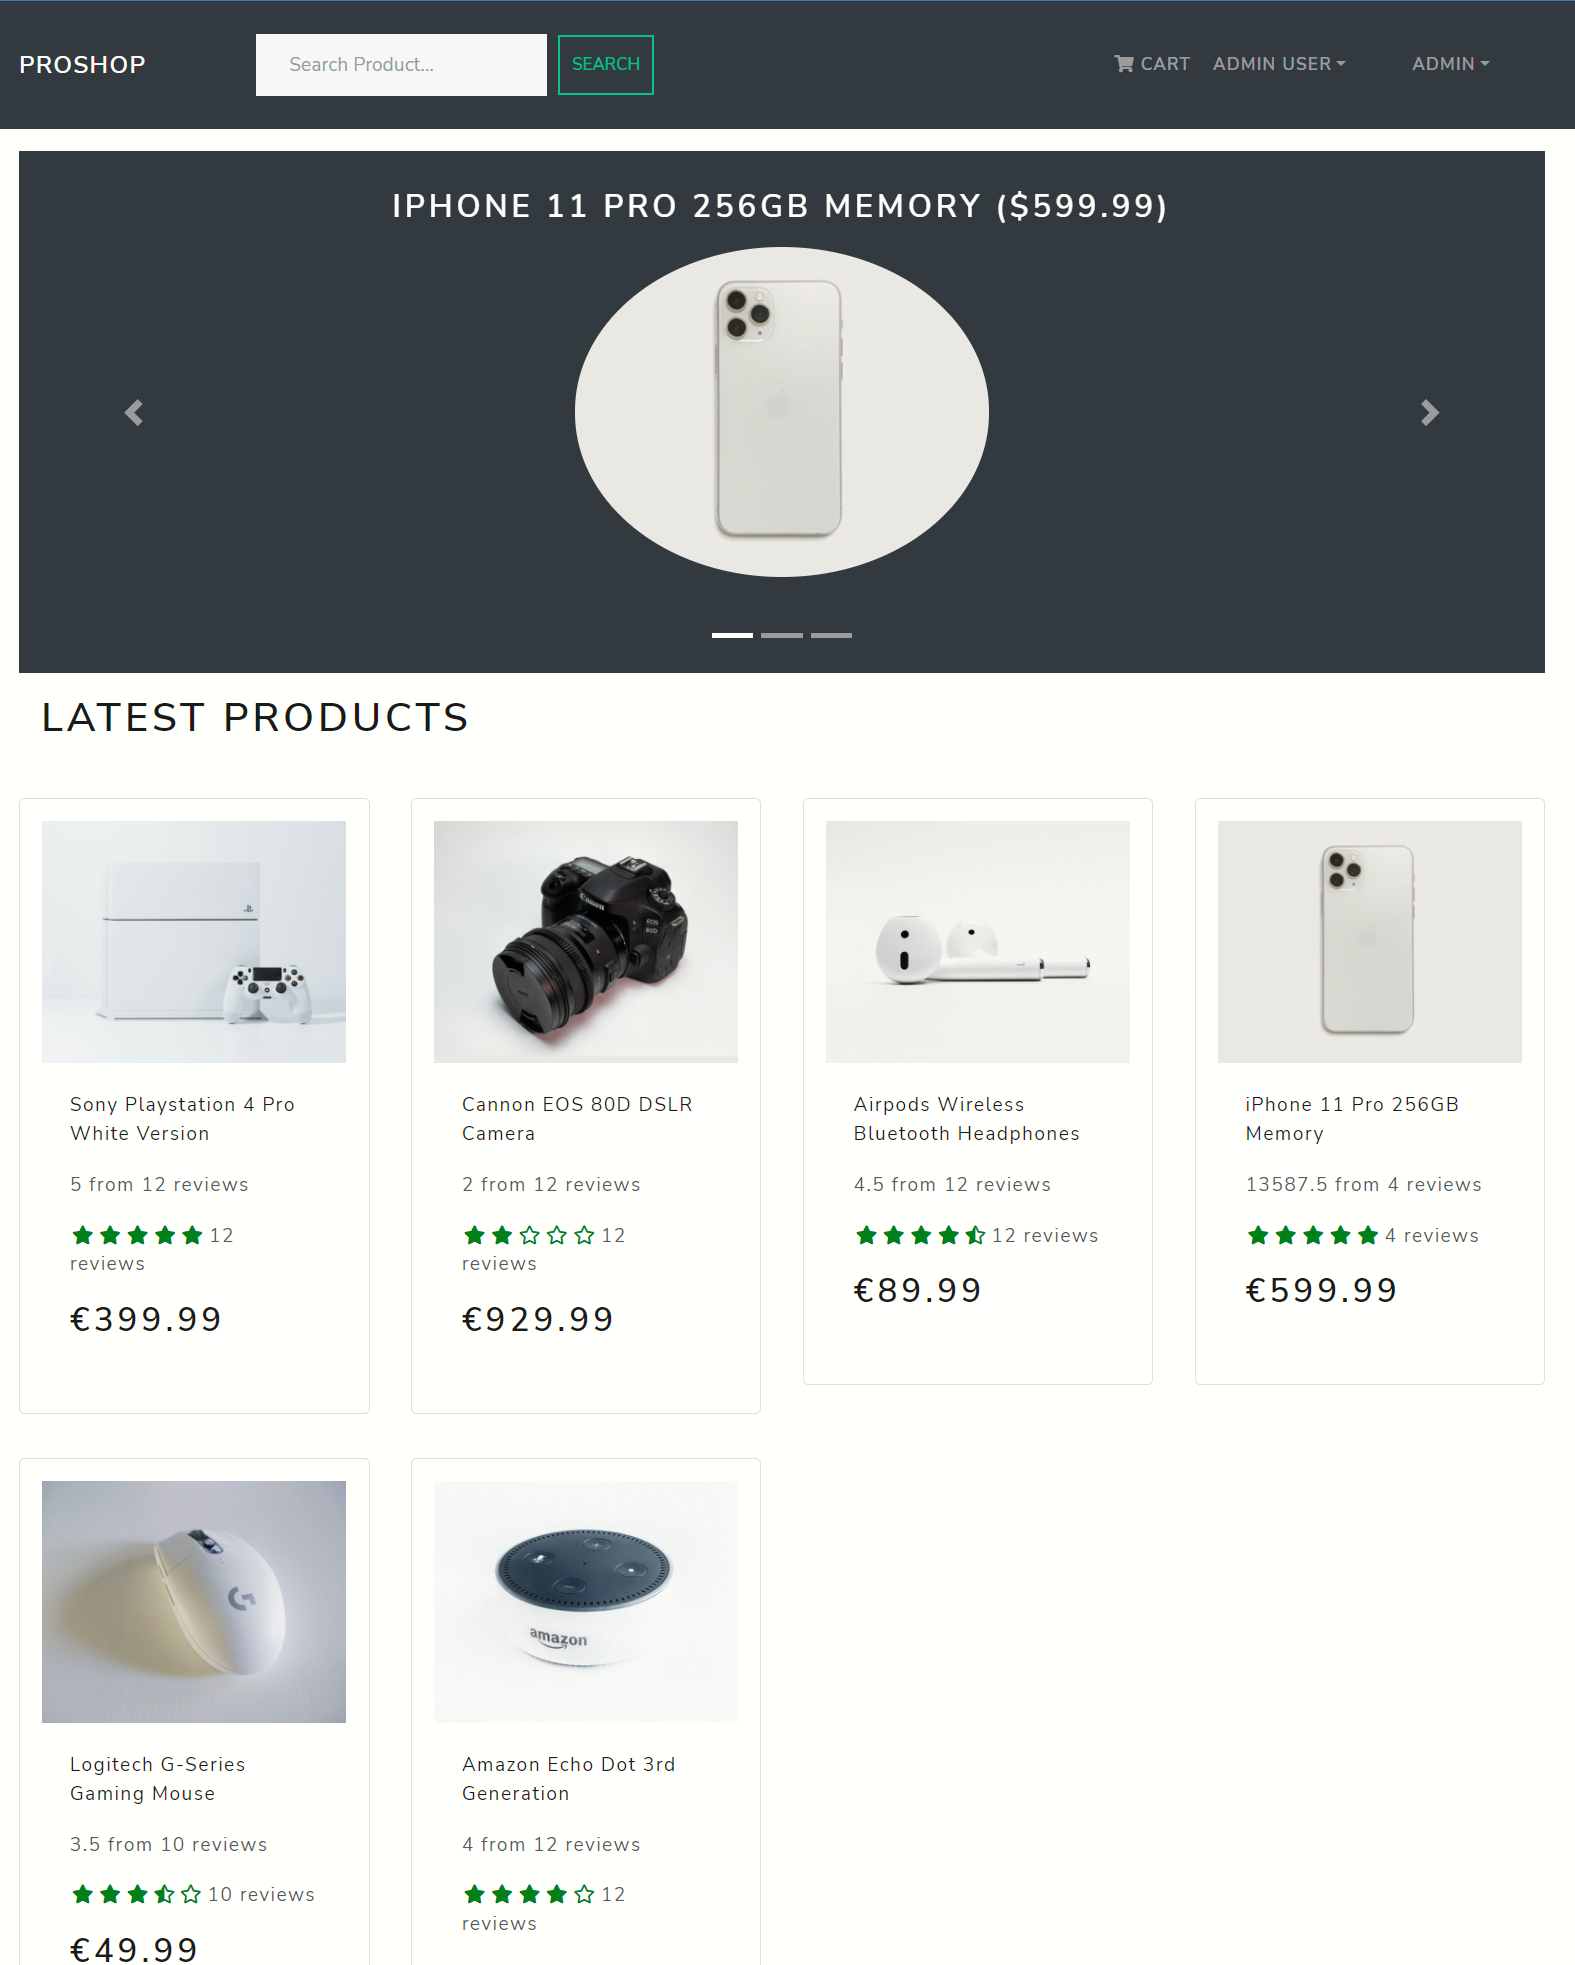 PROSHOP
Search Product...
SEARCH
CART
ADMIN USER
ADMIN
IPHONE 11 PRO 256GB MEMORY ($599.99)
LATEST PRODUCTS
Canon
EOS
80D
Sony Playstation 4 Pro
White Version
5 from 12 reviews
12
reviews
€399.99
Cannon EOS 80D DSLR
Camera
2 from 12 reviews
12
reviews
€929.99
Airpods Wireless
Bluetooth Headphones
4.5 from 12 reviews
12 reviews
€89.99
iPhone 11 Pro 256GB
Memory
13587.5 from 4 reviews
4 reviews
€599.99
Logitech G-Series
Gaming Mouse
3.5 from 10 reviews
10 reviews
€49.99
amazon
Amazon Echo Dot 3rd
Generation
4 from 12 reviews
12
reviews